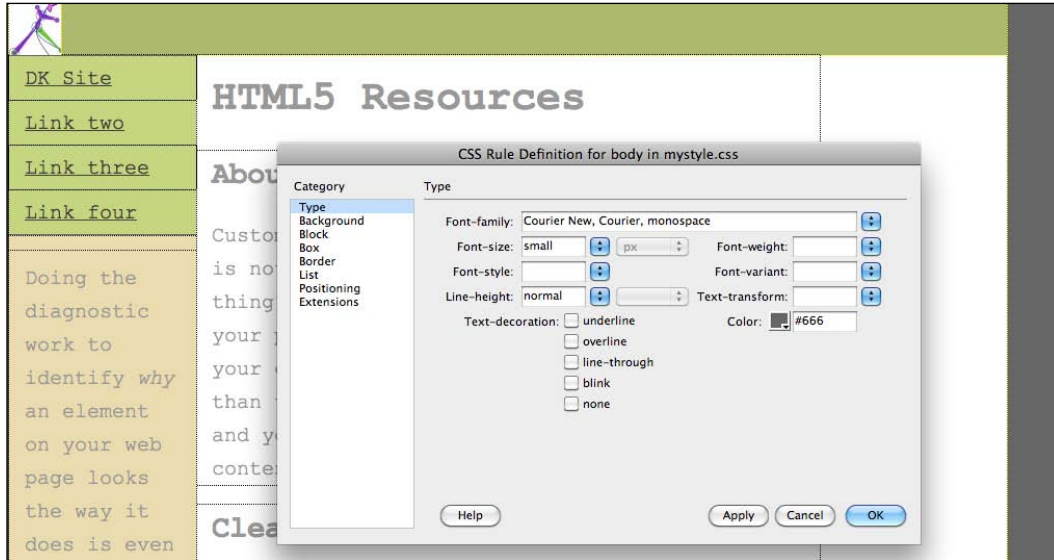 DK Site
Link two
Link three
Link four
Doing the
diagnostic
work to
identify why
an element
on your web
page looks
the way it
does is even
HTML5 Resources
is no
thing
your
your
than
and
Clea
CSS Rule Definition for body in mystyle.css
Category
Type
Background
Block
Box
Border
List
Positioning
Extensions
Type
Font-family: Courier New, Courier, monospace
Font-size: small px Font-weight:
Font-style: Font-variant:
Line-height: normal Text-transform:
Text-decoration: underline Color: #666
overline
line-through
blink
none
Help Apply Cancel OK